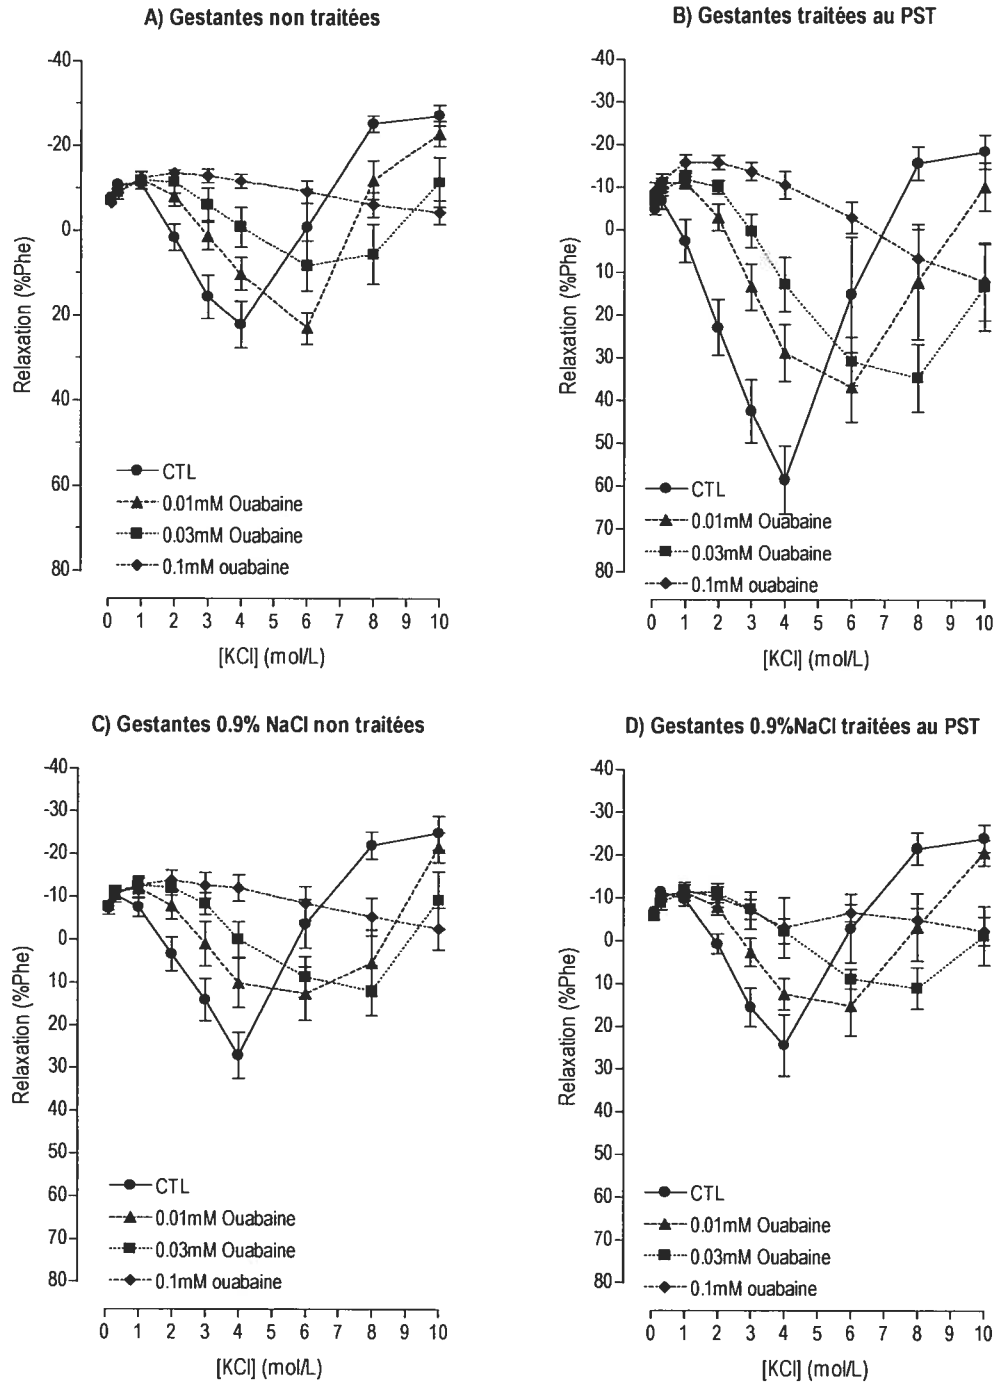 A) Gestantes non traitées
-40
-20
0
20
40
60
80
Relaxation (%Phe)
CTL
0.01mM Ouabaine
0.03mM Ouabaine
0.1mM ouabaine
0 1 2 3 4 5 6 7 8 9 10
[KCl] (mol/L)
B) Gestantes traitées au PST
-40
-30
-20
-10
0
10
20
30
40
50
60
70
80
Relaxation (%Phe)
CTL
0.01mM Ouabaine
0.03mM Ouabaine
0.1mM ouabaine
0 1 2 3 4 5 6 7 8 9 10
[KCl] (mol/L)
C) Gestantes 0.9% NaCl non traitées
-40
-30
-20
-10
0
10
20
30
40
50
60
70
80
Relaxation (%Phe)
CTL
0.01mM Ouabaine
0.03mM Ouabaine
0.1mM ouabaine
0 1 2 3 4 5 6 7 8 9 10
[KCl] (mol/L)
D) Gestantes 0.9%NaCl traitées au PST
-40
-30
-20
-10
0
10
20
30
40
50
60
70
80
Relaxation (%Phe)
CTL
0.01mM Ouabaine
0.03mM Ouabaine
0.1mM ouabaine
0 1 2 3 4 5 6 7 8 9 10
[KCl] (mol/L)